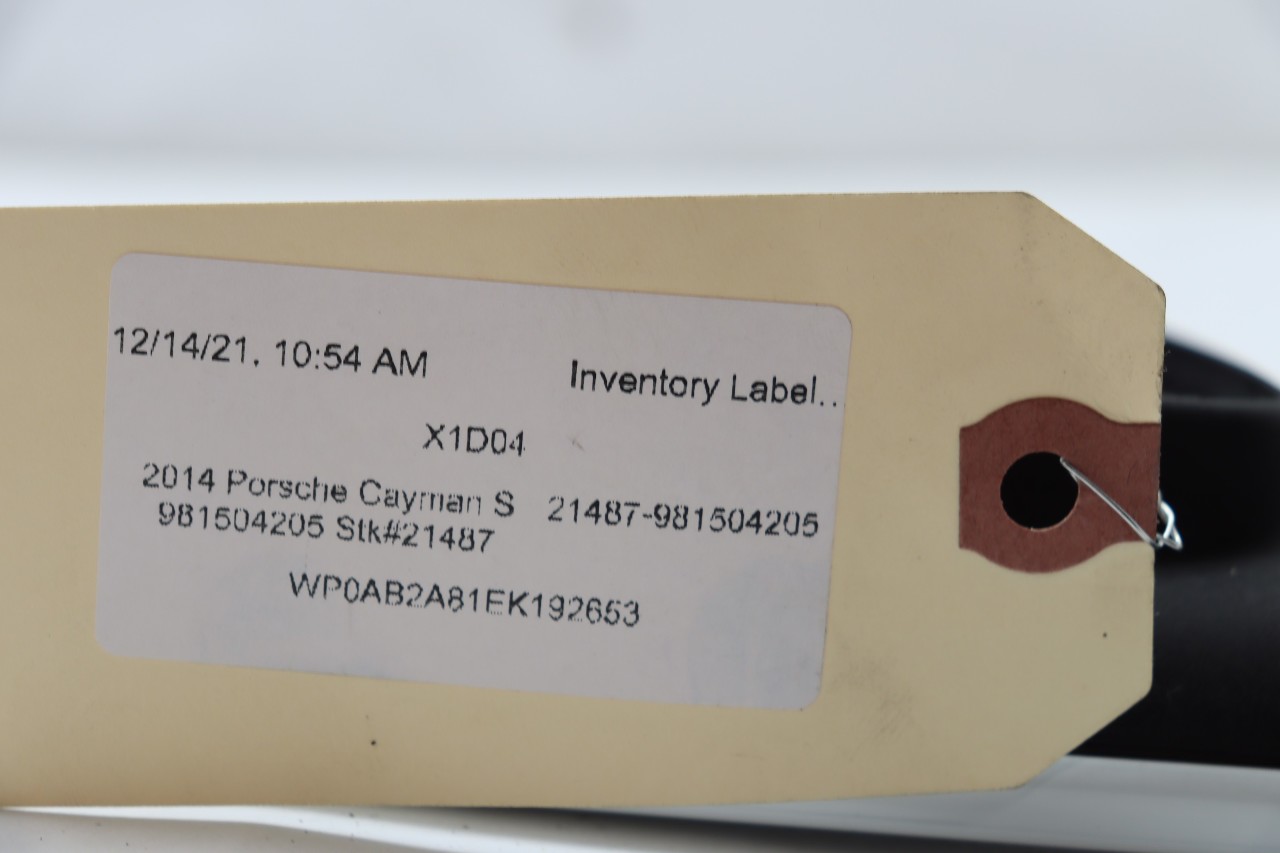 12/14/21, 10:54 AM Inventory Label..
X1D04
2014 Porsche Cayman S 21487-981504205
981504205 Stk#21487
WP0AB2A81EK192653